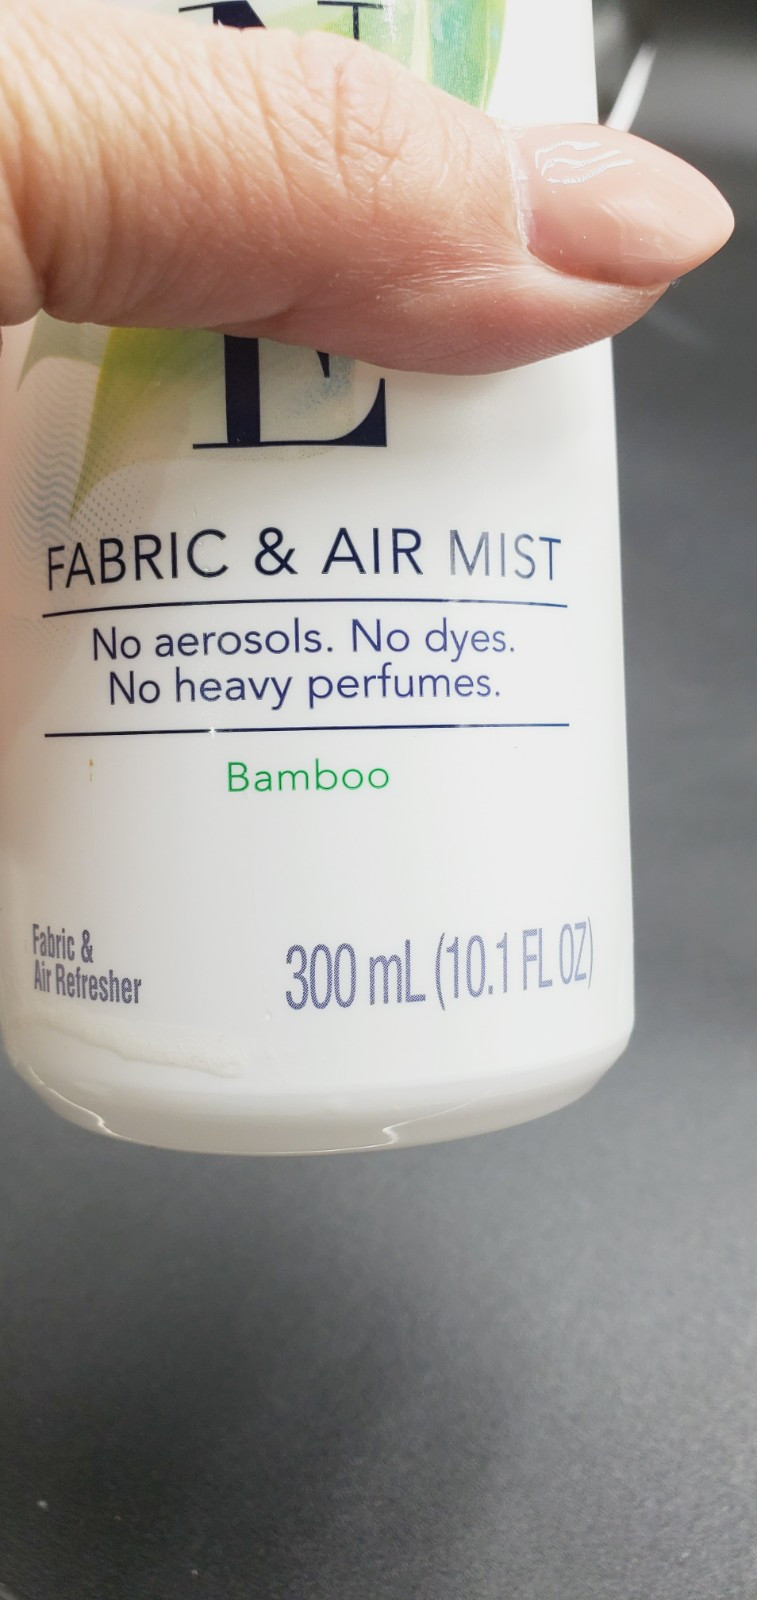 N
E
FABRIC & AIR MIST
No aerosols. No dyes.
No heavy perfumes.
Bamboo
Fabric &
Air Refresher
300 mL (10.1 FL OZ)